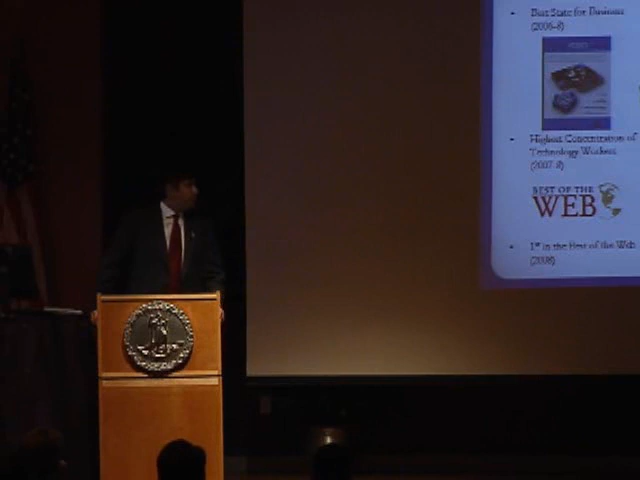 Best State for Business
(2006-8)
Highest Concentration of
Technology Workers
(2007-8)
BEST OF THE
WEB
1st in the Best of the Web
(2008)